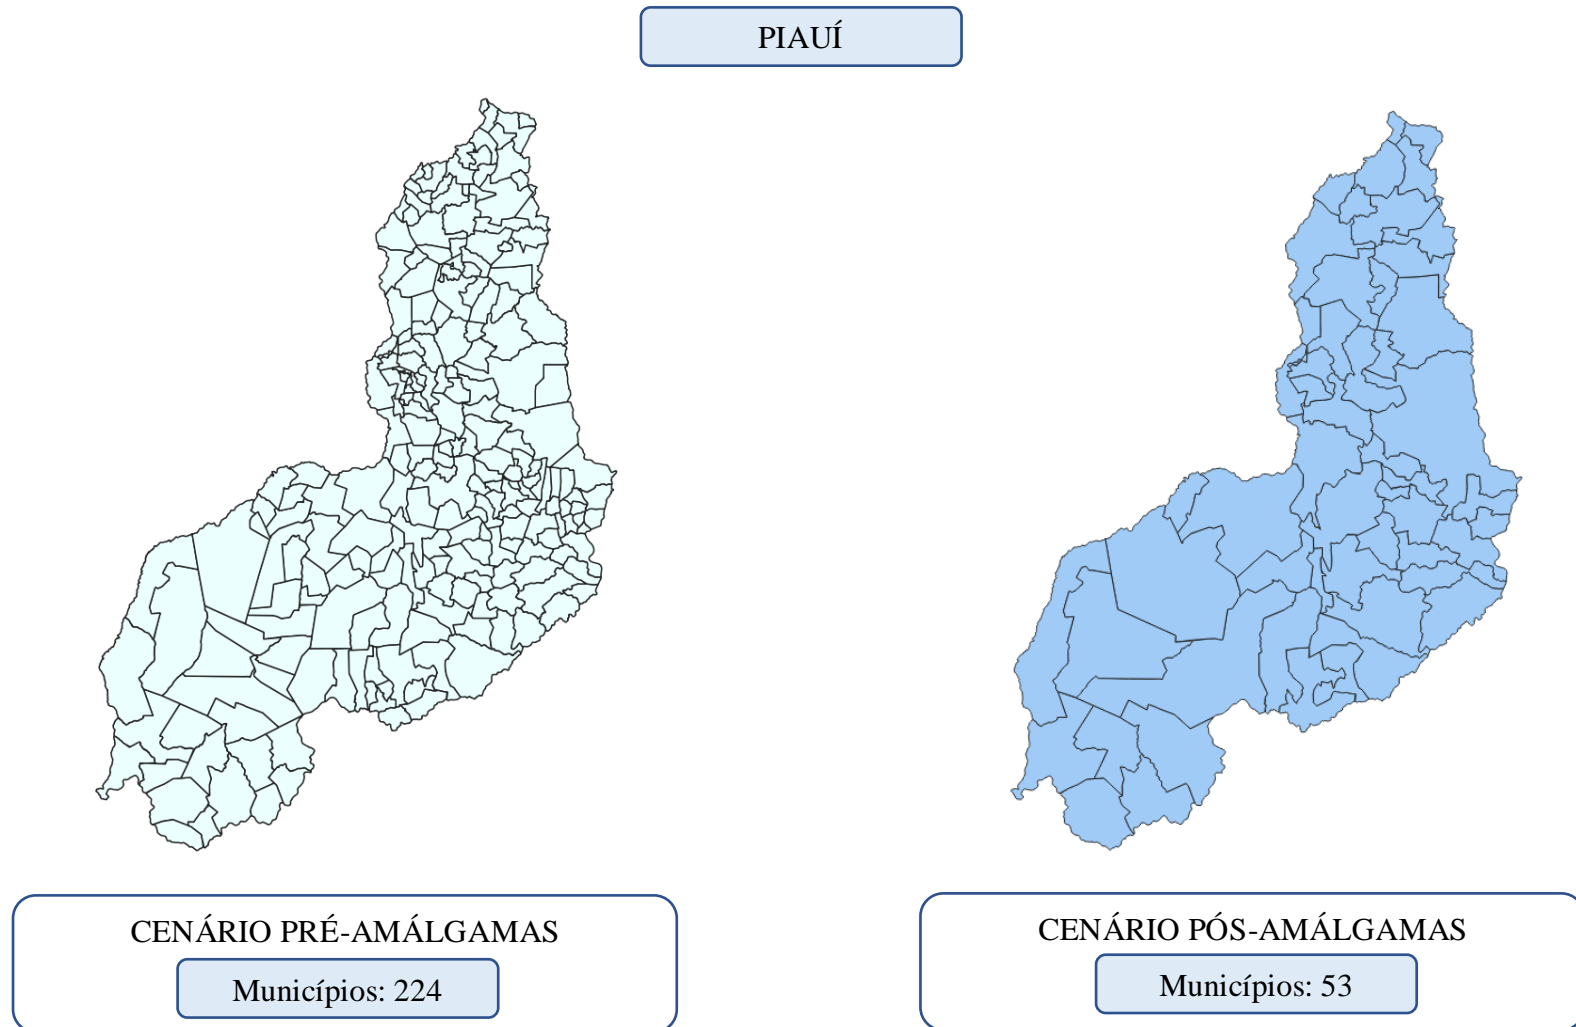 PIAUÍ
CENÁRIO PRÉ-AMÁLGAMAS
Municípios: 224
CENÁRIO PÓS-AMÁLGAMAS
Municípios: 53